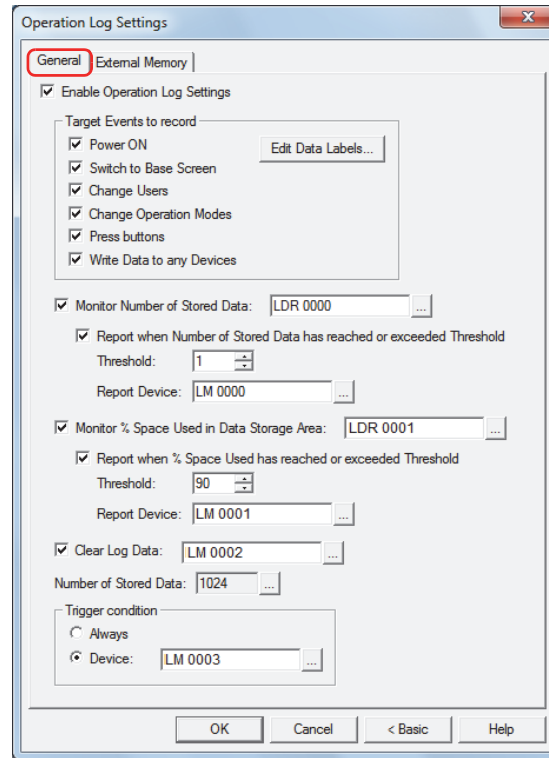 Operation Log Settings
General External Memory
Enable Operation Log Settings
Target Events to record
Power ON Edit Data Labels...
Switch to Base Screen
Change Users
Change Operation Modes
Press buttons
Write Data to any Devices
Monitor Number of Stored Data: LDR 0000 ...
Report when Number of Stored Data has reached or exceeded Threshold
Threshold: 1
Report Device: LM 0000 ...
Monitor % Space Used in Data Storage Area: LDR 0001 ...
Report when % Space Used has reached or exceeded Threshold
Threshold: 90
Report Device: LM 0001 ...
Clear Log Data: LM 0002 ...
Number of Stored Data: 1024 ...
Trigger condition
Always
Device: LM 0003 ...
OK Cancel < Basic Help